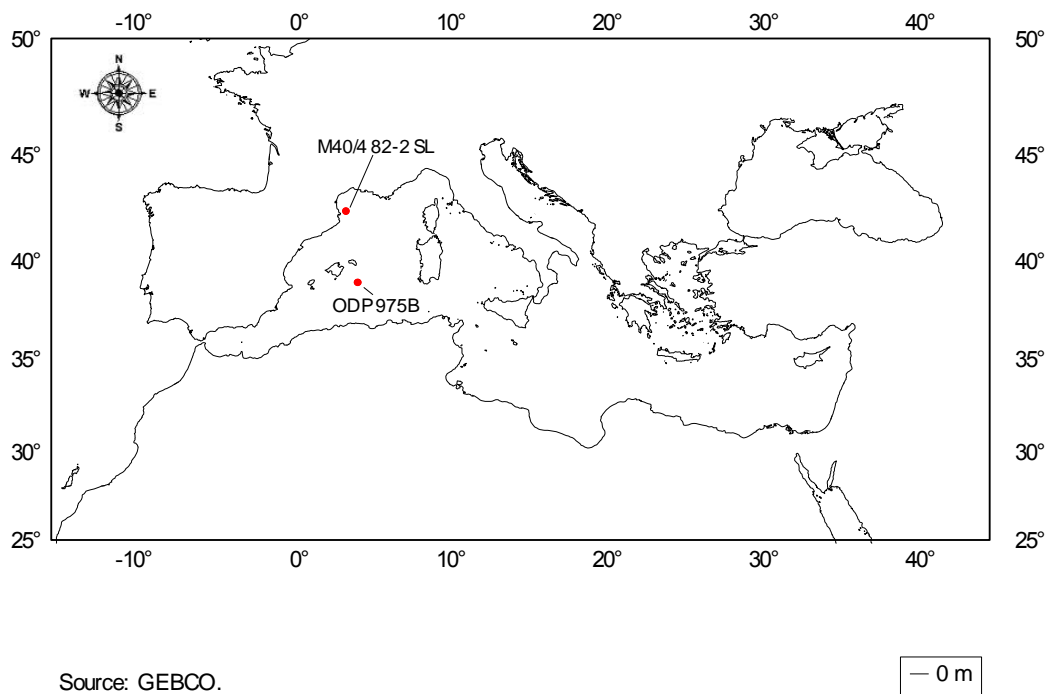 -10° 0° 10° 20° 30° 40°
50° 50°
N
W E
S
45° 45°
M40/4 82-2 SL
40° 40°
ODP 975B
35° 35°
30° 30°
25° 25°
-10° 0° 10° 20° 30° 40°
Source: GEBCO.
— 0 m